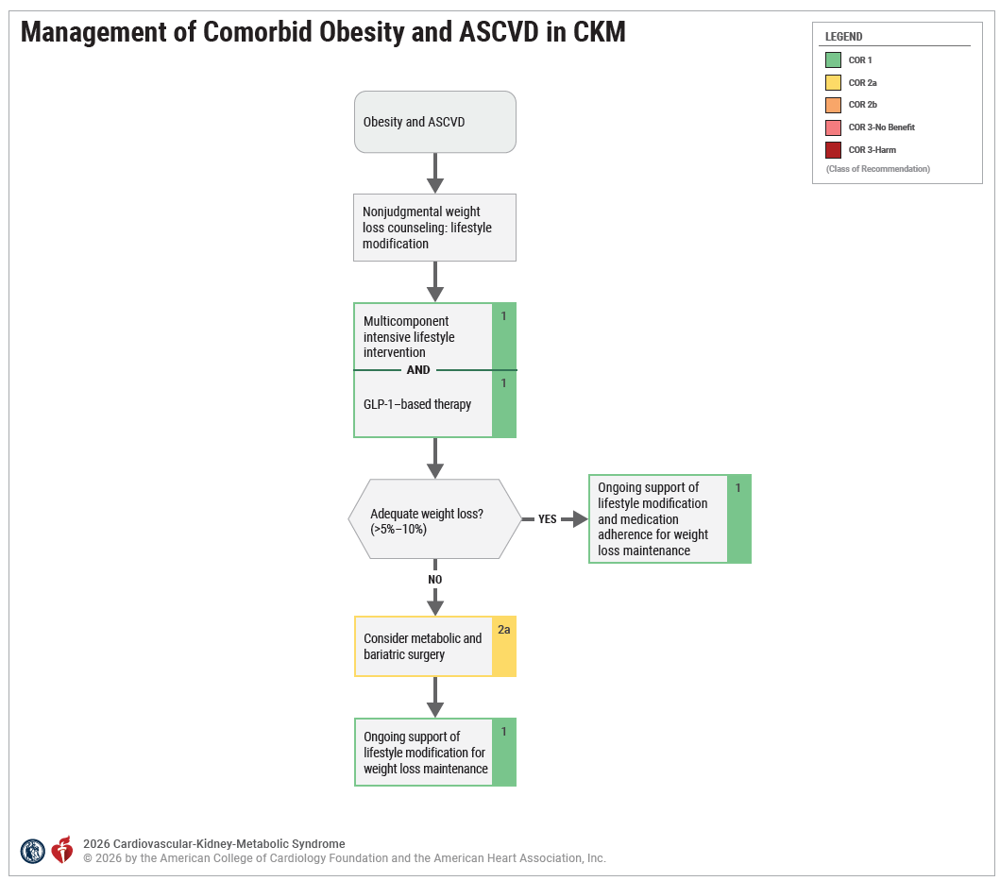 Management of Comorbid Obesity and ASCVD in CKM
LEGEND
COR 1
COR 2a
COR 2b
COR 3-No Benefit
COR 3-Harm
(Class of Recommendation)
Obesity and ASCVD
Nonjudgmental weight
loss counseling: lifestyle
modification
Multicomponent
intensive lifestyle
intervention
1
AND
GLP-1–based therapy
1
Adequate weight loss?
(>5%–10%)
YES
Ongoing support of
lifestyle modification
and medication
adherence for weight
loss maintenance
1
NO
Consider metabolic and
bariatric surgery
2a
Ongoing support of
lifestyle modification for
weight loss maintenance
1
2026 Cardiovascular-Kidney-Metabolic Syndrome
© 2026 by the American College of Cardiology Foundation and the American Heart Association, Inc.